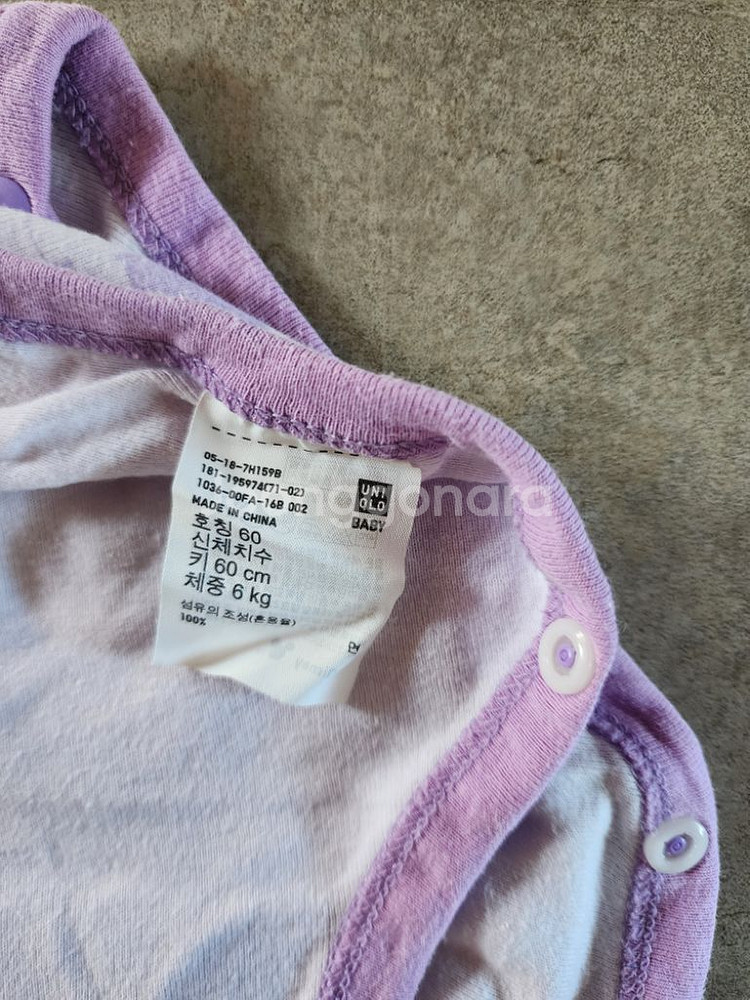 05-18-7H159B
181-195974(71-02)
1036-00FA-16B 002
MADE IN CHINA
UNI
QLO
BABY
호칭 60
신체치수
키 60 cm
체중 6 kg
섬유의 조성(혼용율)
100%
면